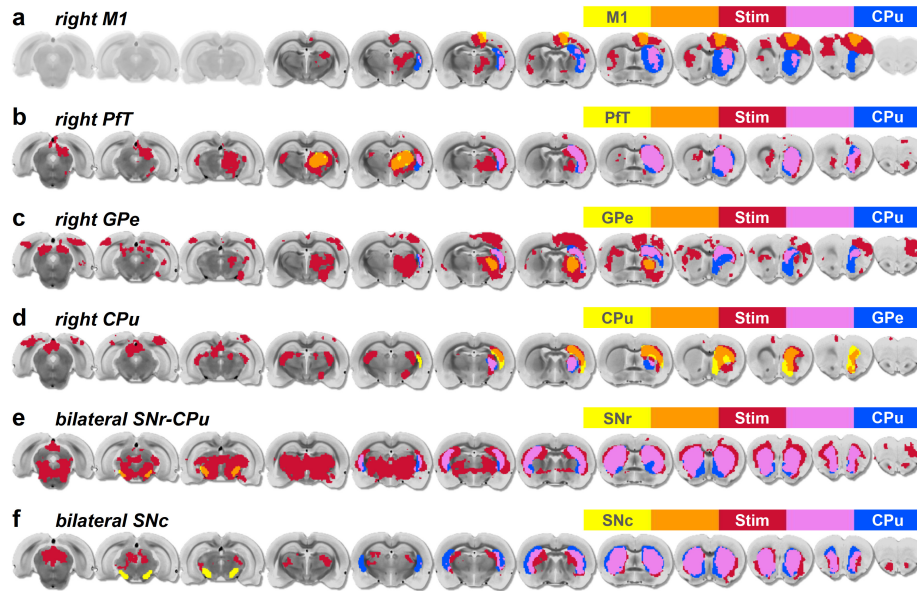 a right M1 M1 Stim CPu
b right PfT PfT Stim CPu
c right GPe GPe Stim CPu
d right CPu CPu Stim GPe
e bilateral SNr-CPu SNr Stim CPu
f bilateral SNc SNc Stim CPu